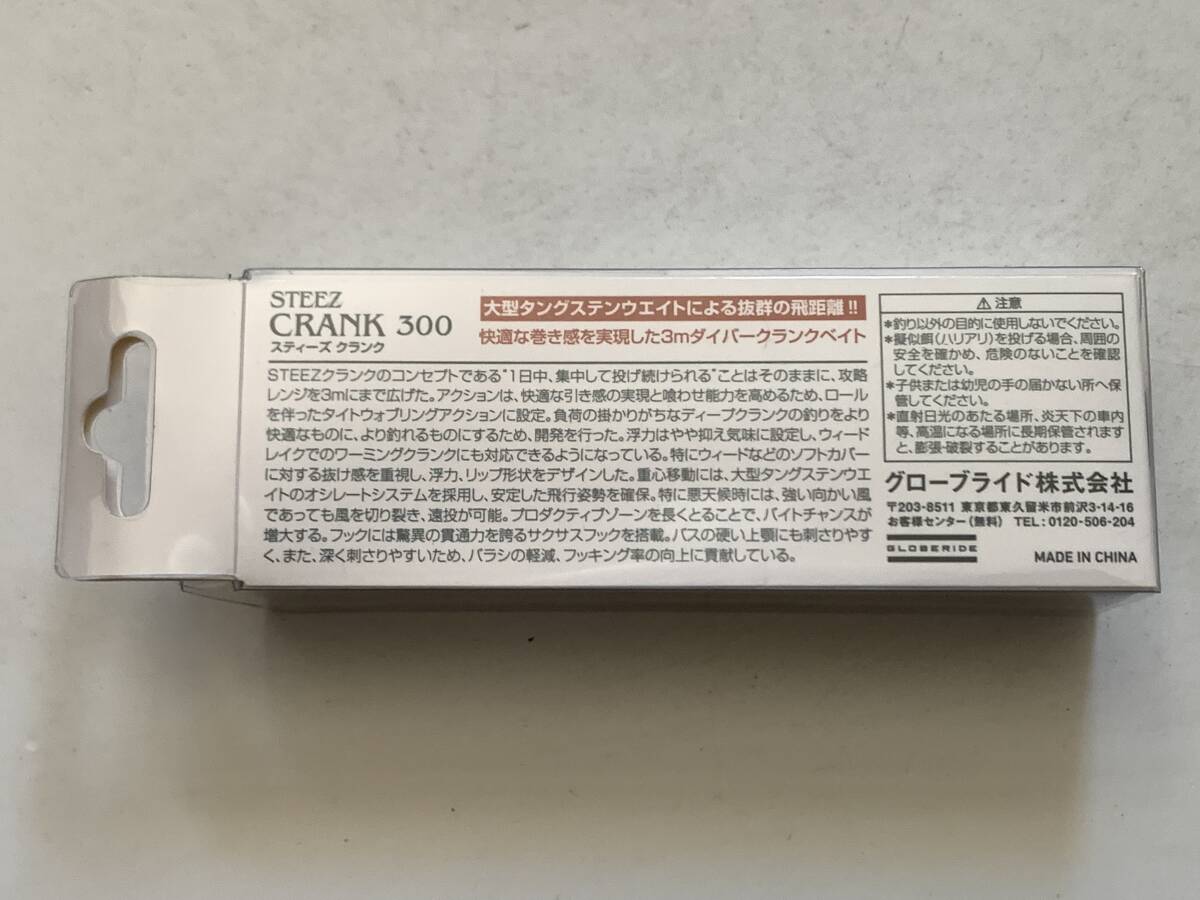 STEEZ
CRANK 300
スティーズ クランク
大型タングステンウエイトによる抜群の飛距離!!
快適な巻き感を実現した3mダイバークランクベイト
STEEZクランクのコンセプトである"1日中、集中して投げ続けられる"ことはそのままに、攻略
レンジを3mにまで広げた。アクションは、快適な引き感の実現と喰わせ能力を高めるため、ロール
を伴ったタイトウォブリングアクションに設定。負荷の掛かりがちなディープクランクの釣りをより
快適なものに、より釣れるものにするため、開発を行った。浮力はやや抑え気味に設定し、ウィード
レイクでのワーミングクランクにも対応できるようになっている。特にウィードなどのソフトカバー
に対する抜け感を重視し、浮力、リップ形状をデザインした。重心移動には、大型タングステンウエ
イトのオシレートシステムを採用し、安定した飛行姿勢を確保。特に悪天候時には、強い向かい風
であっても風を切り裂き、遠投が可能。プロダクティブゾーンを長くとることで、バイトチャンスが
増大する。フックには驚異の貫通力を誇るサクサスフックを搭載。バスの硬い上顎にも刺さりやす
く、また、深く刺さりやすいため、バラシの軽減、フッキング率の向上に貢献している。
⚠注意
*釣り以外の目的に使用しないでください。
*擬似餌(ハリアリ)を投げる場合、周囲の
安全を確かめ、危険のないことを確認
してください。
*子供または幼児の手の届かない所へ保
管してください。
*直射日光のあたる場所、炎天下の車内
等、高温になる場所に長期保管されます
と、膨張・破裂することがあります。
グローブライド株式会社
〒203-8511 東京都東久留米市前沢3-14-16
お客様センター(無料) TEL:0120-506-204
GLOBERIDE
MADE IN CHINA